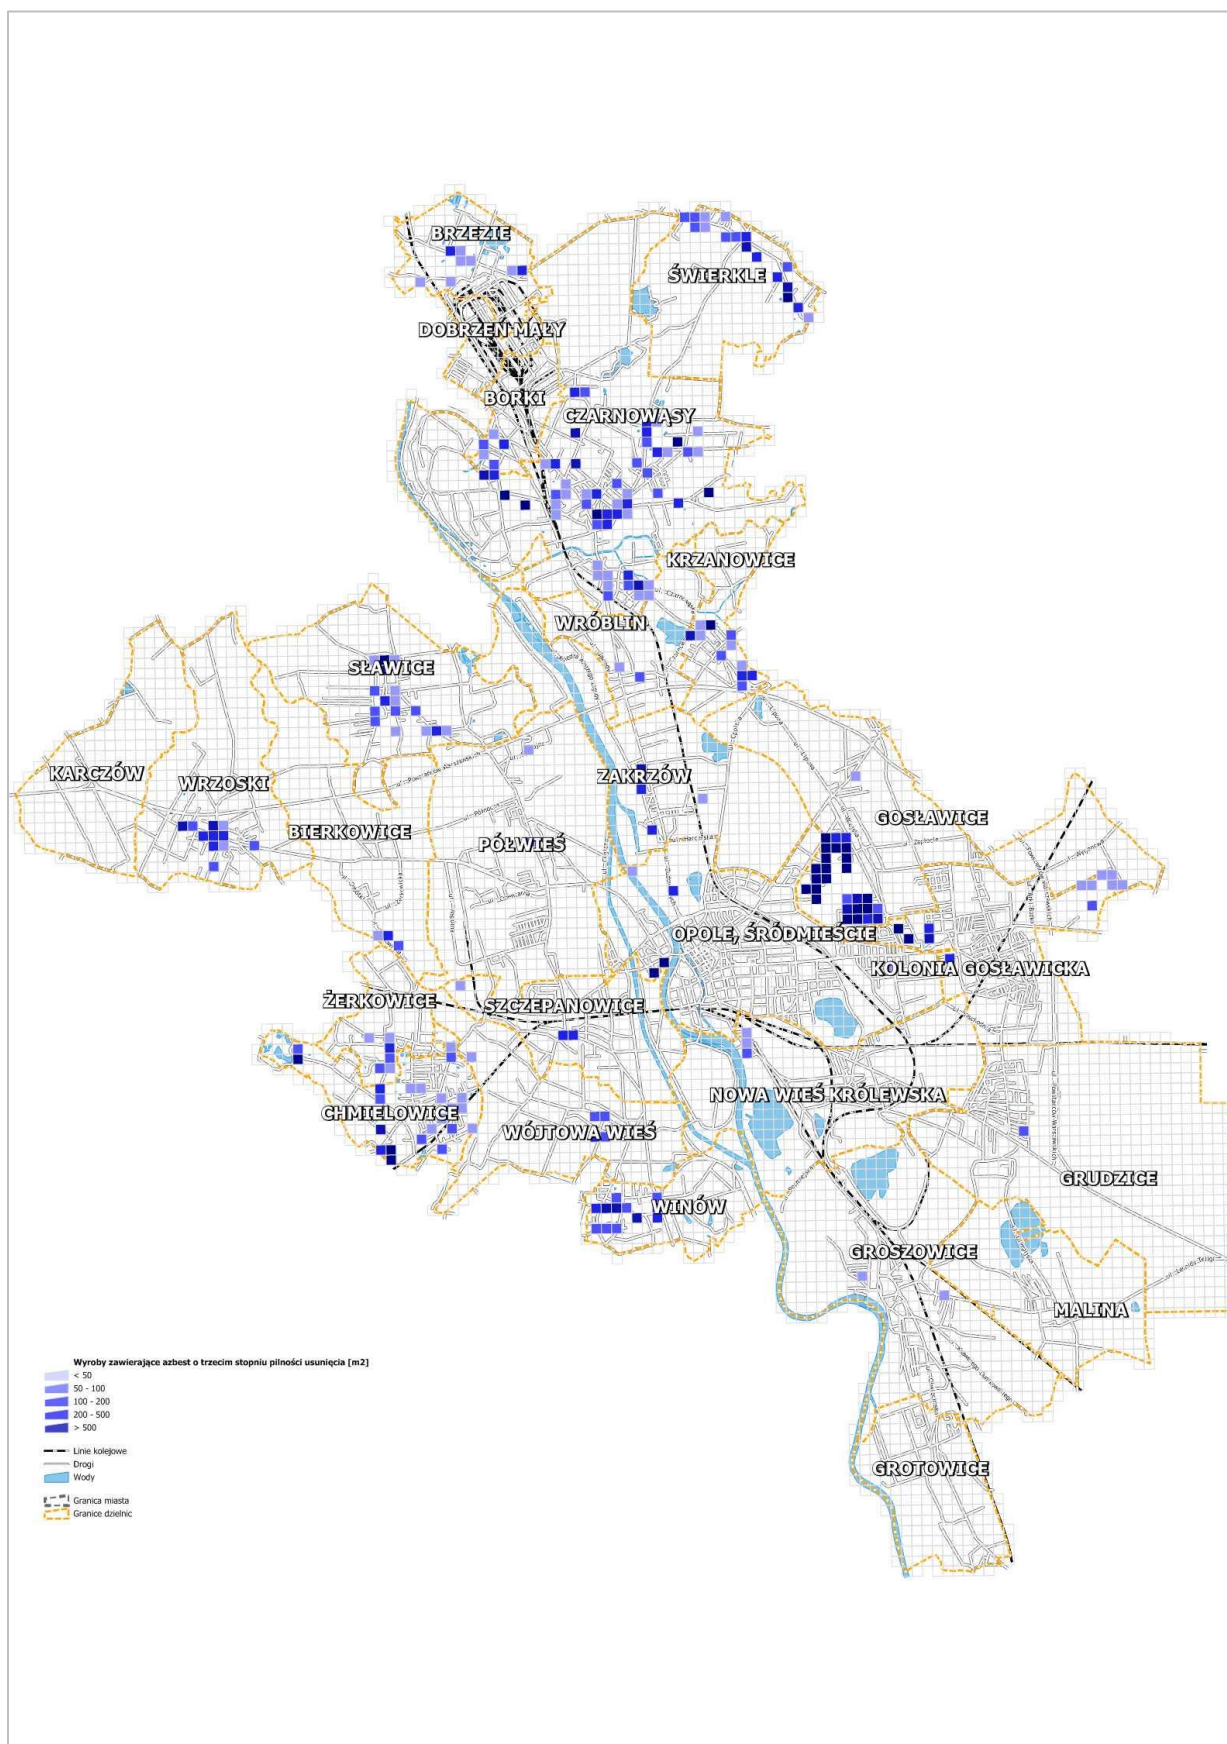 BRZEZIE
ŚWIERKLE
DOBRZEŃ MAŁY
BORKI
CZARNOWĄSY
KRZANOWICE
WRÓBLIN
SŁAWICE
KARCZÓW
WRZOSKI
ZAKRZÓW
GOSŁAWICE
BIERKOWICE
PÓŁWIEŚ
OPOLE, ŚRÓDMIEŚCIE
KOLONIA GOSŁAWICKA
ŻERKOWICE
SZCZEPANOWICE
NOWA WIEŚ KRÓLEWSKA
CHMIELOWICE
WÓJTOWA WIEŚ
GRUDZICE
WINÓW
GROSZOWICE
MALINA
GROTOWICE
Wyroby zawierające azbest o trzecim stopniu pilności usunięcia [m2]
< 50
50 - 100
100 - 200
200 - 500
> 500
Linie kolejowe
Drogi
Wody
Granica miasta
Granice dzielnic